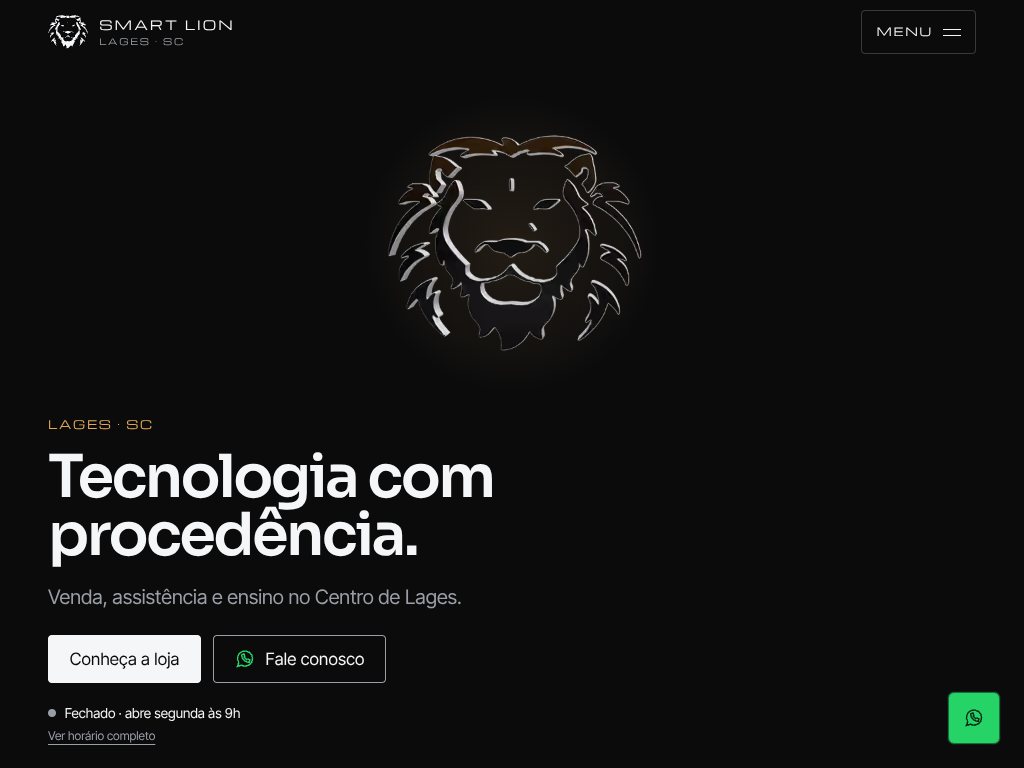 SMART LION
LAGES · SC
MENU
LAGES · SC
Tecnologia com
procedência.
Venda, assistência e ensino no Centro de Lages.
Conheça a loja
Fale conosco
Fechado · abre segunda às 9h
Ver horário completo